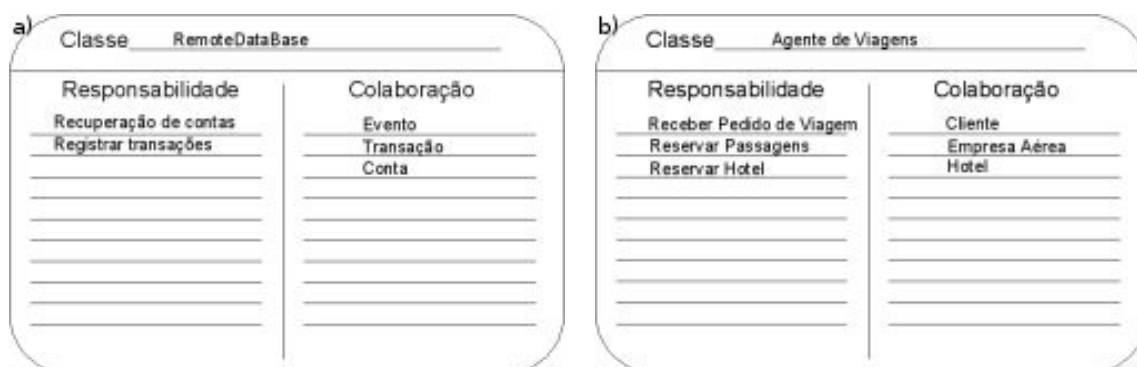 a)
Classe RemoteDataBase
Responsabilidade
Recuperação de contas
Registrar transações
Colaboração
Evento
Transação
Conta
b)
Classe Agente de Viagens
Responsabilidade
Receber Pedido de Viagem
Reservar Passagens
Reservar Hotel
Colaboração
Cliente
Empresa Aérea
Hotel